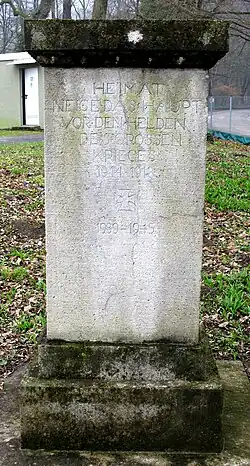 HEIMAT
NEIGE DAS HAUPT
VOR DEN HELDEN
DES GROSSEN
KRIEGES
1914-1918
1939-1945